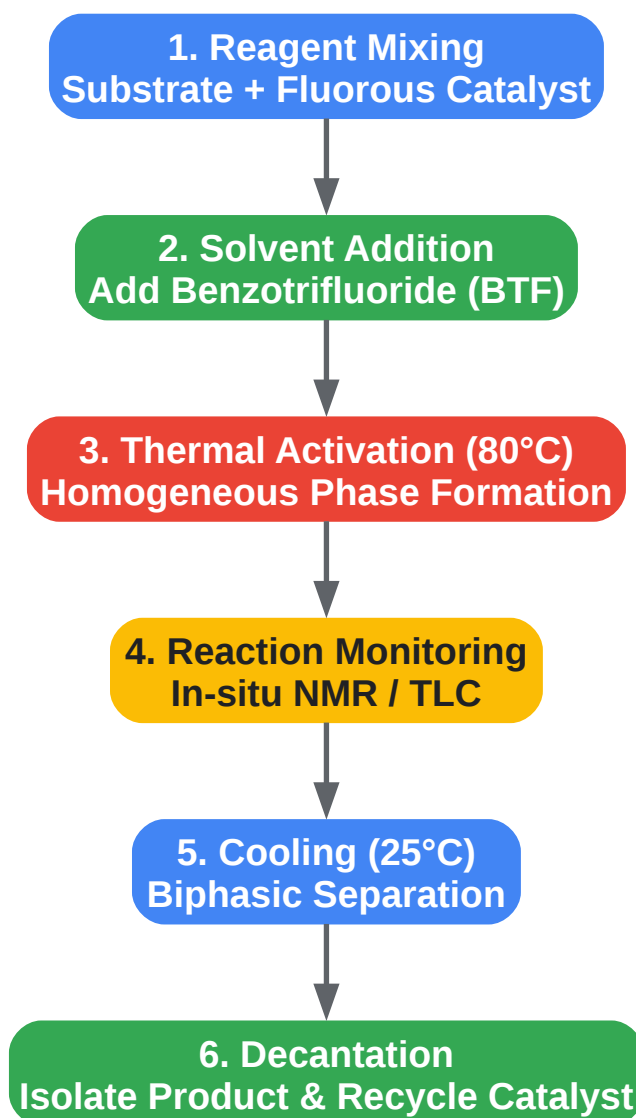 1. Reagent Mixing
Substrate + Fluorous Catalyst
2. Solvent Addition
Add Benzotrifluoride (BTF)
3. Thermal Activation (80°C)
Homogeneous Phase Formation
4. Reaction Monitoring
In-situ NMR / TLC
5. Cooling (25°C)
Biphasic Separation
6. Decantation
Isolate Product & Recycle Catalyst